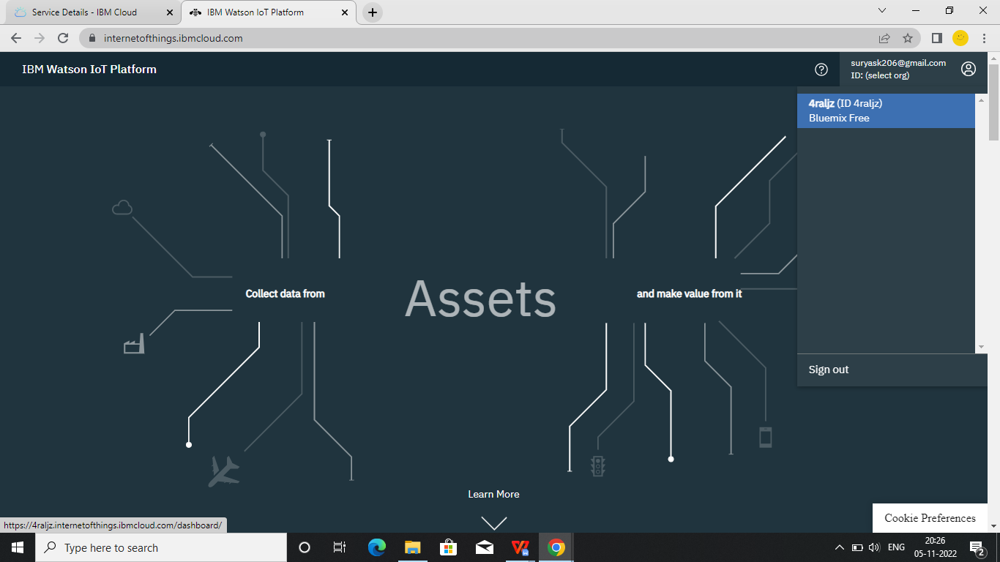 Service Details - IBM Cloud
IBM Watson IoT Platform
internetofthings.ibmcloud.com
IBM Watson IoT Platform
suryask206@gmail.com
ID: (select org)
4raljz (ID 4raljz)
Bluemix Free
Sign out
Collect data from
Assets
and make value from it
Learn More
Cookie Preferences
https://4raljz.internetofthings.ibmcloud.com/dashboard/
Type here to search
ENG
20:26
05-11-2022
2